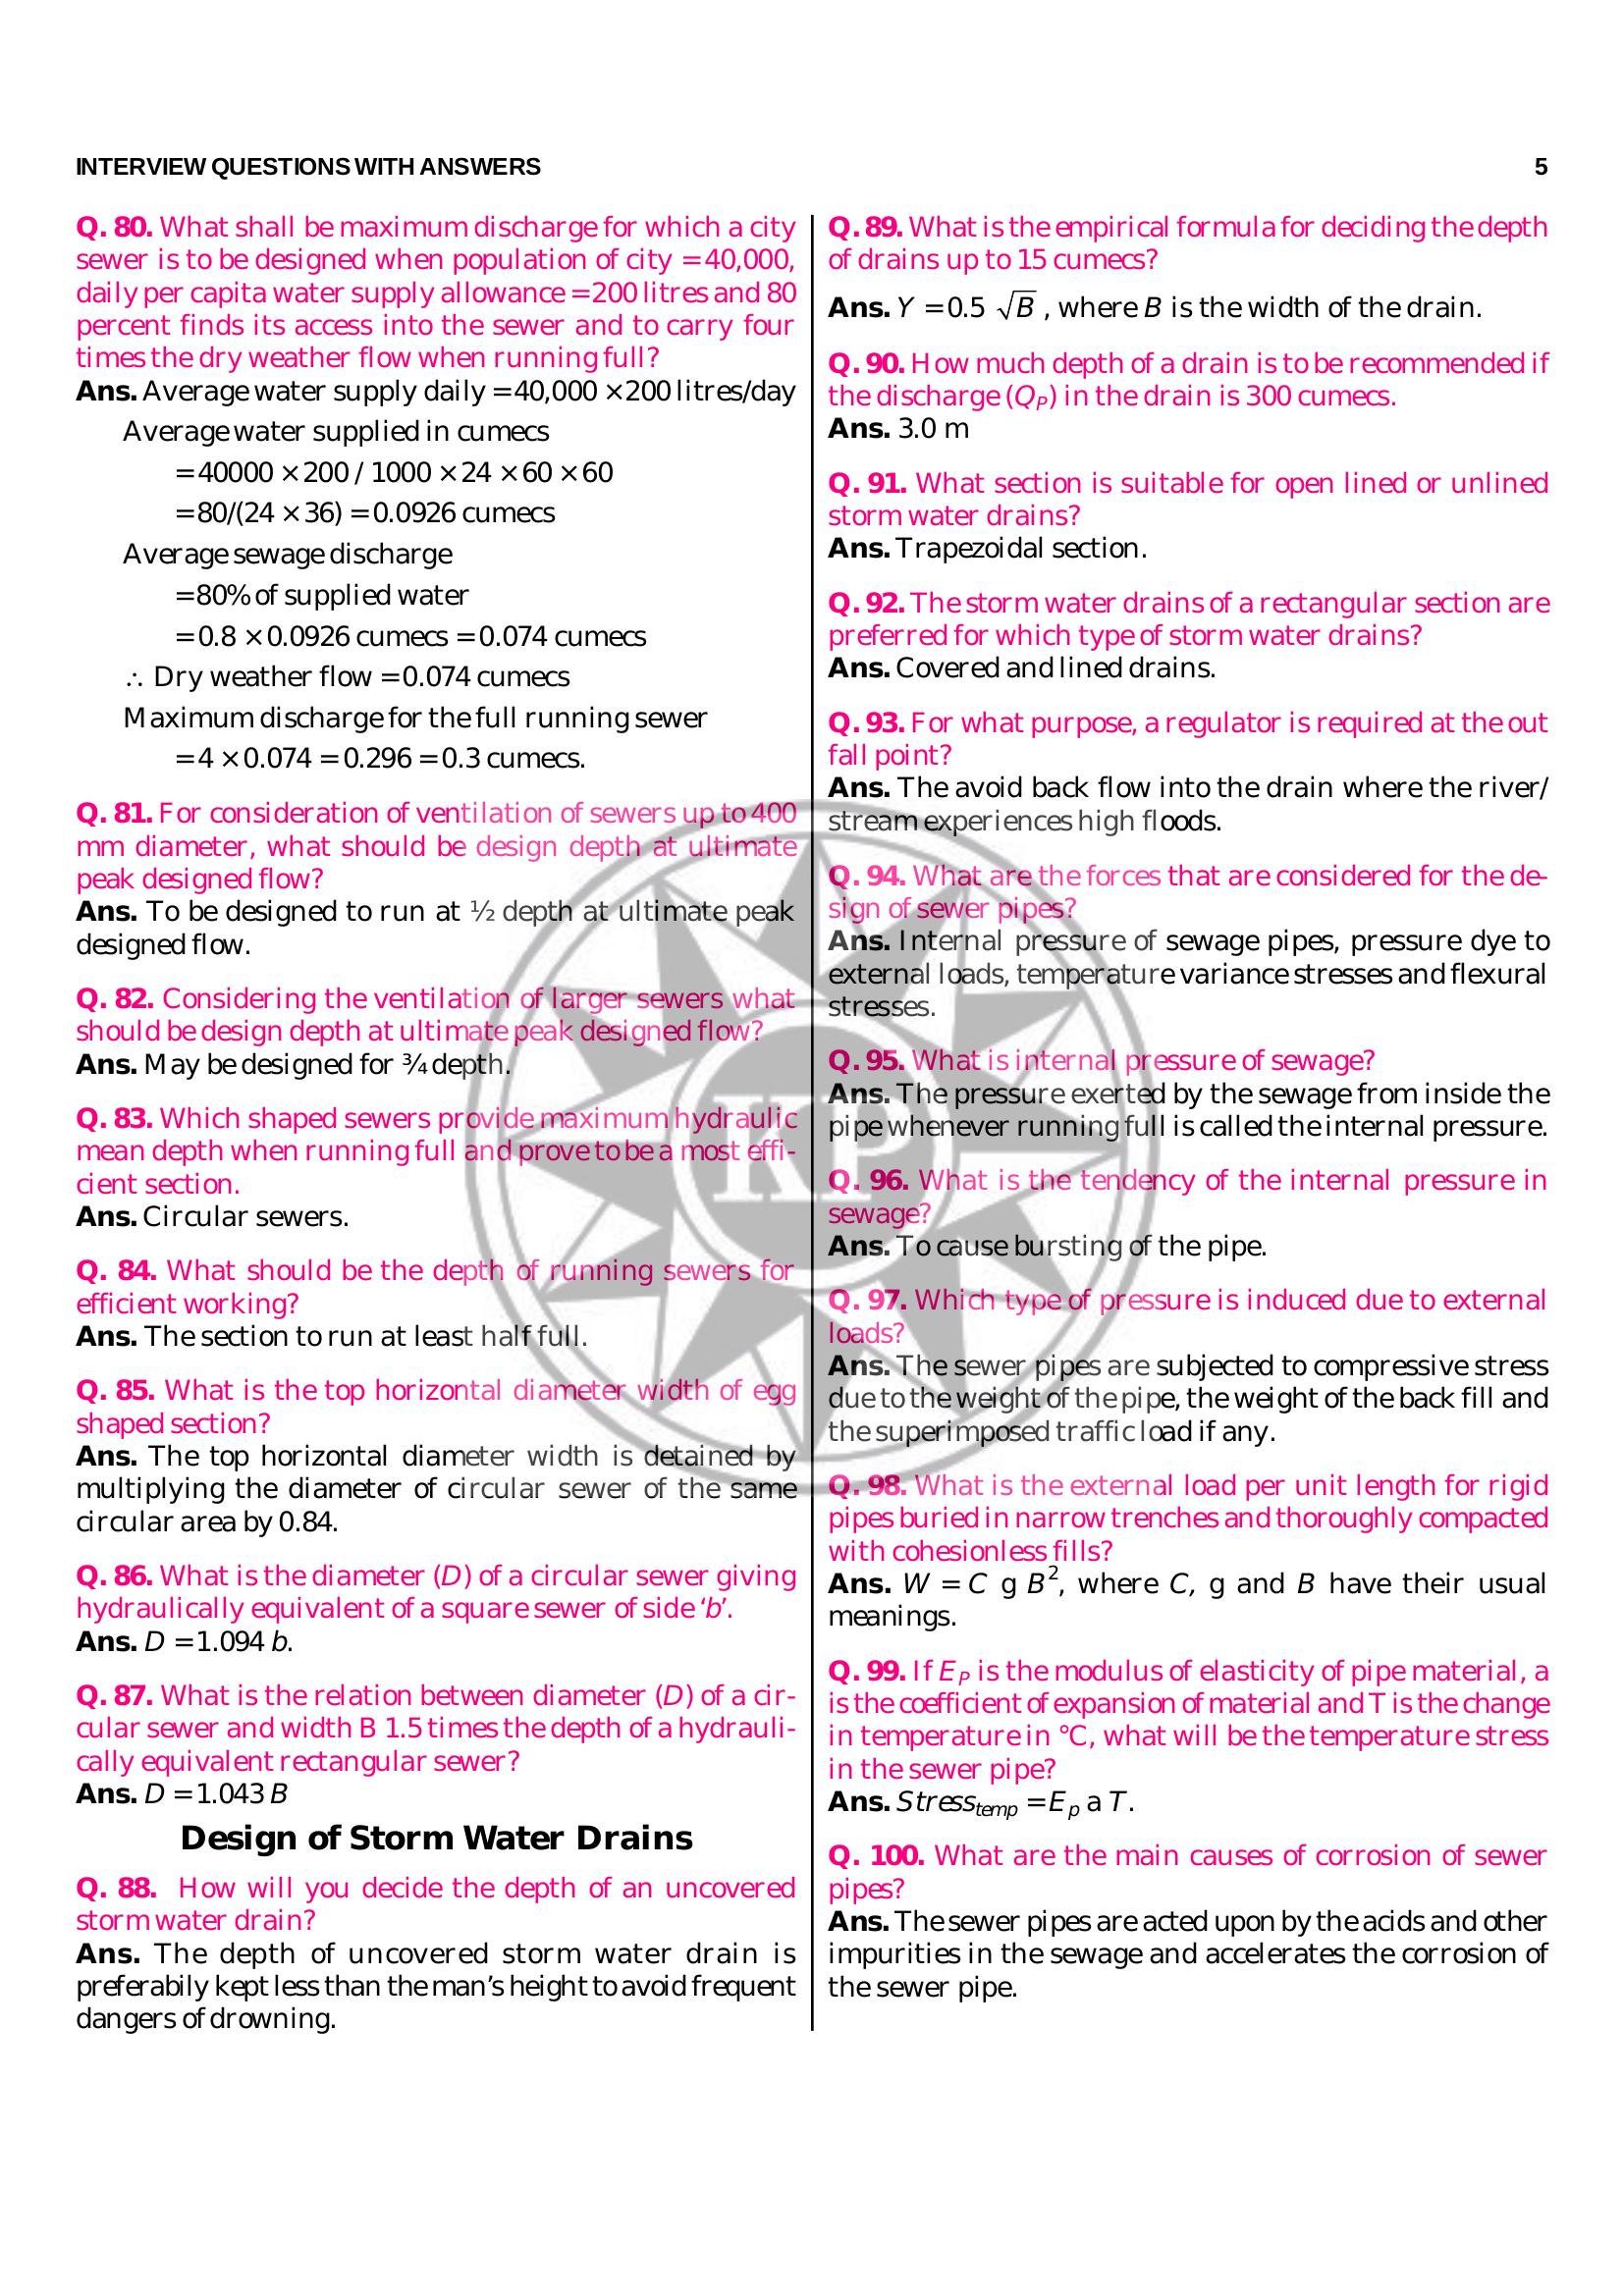 INTERVIEW QUESTIONS WITH ANSWERS 5
Q. 80. What shall be maximum discharge for which a city
sewer is to be designed when population of city = 40,000,
daily per capita water supply allowance = 200 litres and 80
percent finds its access into the sewer and to carry four
times the dry weather flow when running full?
Ans. Average water supply daily = 40,000 × 200 litres/day
Average water supplied in cumecs
= 40000 × 200 / 1000 × 24 × 60 × 60
= 80/(24 × 36) = 0.0926 cumecs
Average sewage discharge
= 80% of supplied water
= 0.8 × 0.0926 cumecs = 0.074 cumecs
∴ Dry weather flow = 0.074 cumecs
Maximum discharge for the full running sewer
= 4 × 0.074 = 0.296 = 0.3 cumecs.
Q. 81. For consideration of ventilation of sewers up to 400
mm diameter, what should be design depth at ultimate
peak designed flow?
Ans. To be designed to run at ½ depth at ultimate peak
designed flow.
Q. 82. Considering the ventilation of larger sewers what
should be design depth at ultimate peak designed flow?
Ans. May be designed for ¾ depth.
Q. 83. Which shaped sewers provide maximum hydraulic
mean depth when running full and prove to be a most effi-
cient section.
Ans. Circular sewers.
Q. 84. What should be the depth of running sewers for
efficient working?
Ans. The section to run at least half full.
Q. 85. What is the top horizontal diameter width of egg
shaped section?
Ans. The top horizontal diameter width is detained by
multiplying the diameter of circular sewer of the same
circular area by 0.84.
Q. 86. What is the diameter (D) of a circular sewer giving
hydraulically equivalent of a square sewer of side ‘b’.
Ans. D = 1.094 b.
Q. 87. What is the relation between diameter (D) of a cir-
cular sewer and width B 1.5 times the depth of a hydrauli-
cally equivalent rectangular sewer?
Ans. D = 1.043 B
Design of Storm Water Drains
Q. 88. How will you decide the depth of an uncovered
storm water drain?
Ans. The depth of uncovered storm water drain is
preferabily kept less than the man’s height to avoid frequent
dangers of drowning.
Q. 89. What is the empirical formula for deciding the depth
of drains up to 15 cumecs?
Ans. Y = 0.5 √B , where B is the width of the drain.
Q. 90. How much depth of a drain is to be recommended if
the discharge (Q_P) in the drain is 300 cumecs.
Ans. 3.0 m
Q. 91. What section is suitable for open lined or unlined
storm water drains?
Ans. Trapezoidal section.
Q. 92. The storm water drains of a rectangular section are
preferred for which type of storm water drains?
Ans. Covered and lined drains.
Q. 93. For what purpose, a regulator is required at the out
fall point?
Ans. The avoid back flow into the drain where the river/
stream experiences high floods.
Q. 94. What are the forces that are considered for the de-
sign of sewer pipes?
Ans. Internal pressure of sewage pipes, pressure dye to
external loads, temperature variance stresses and flexural
stresses.
Q. 95. What is internal pressure of sewage?
Ans. The pressure exerted by the sewage from inside the
pipe whenever running full is called the internal pressure.
Q. 96. What is the tendency of the internal pressure in
sewage?
Ans. To cause bursting of the pipe.
Q. 97. Which type of pressure is induced due to external
loads?
Ans. The sewer pipes are subjected to compressive stress
due to the weight of the pipe, the weight of the back fill and
the superimposed traffic load if any.
Q. 98. What is the external load per unit length for rigid
pipes buried in narrow trenches and thoroughly compacted
with cohesionless fills?
Ans. W = C g B², where C, g and B have their usual
meanings.
Q. 99. If E_P is the modulus of elasticity of pipe material, a
is the coefficient of expansion of material and T is the change
in temperature in °C, what will be the temperature stress
in the sewer pipe?
Ans. Stress_temp = E_p a T.
Q. 100. What are the main causes of corrosion of sewer
pipes?
Ans. The sewer pipes are acted upon by the acids and other
impurities in the sewage and accelerates the corrosion of
the sewer pipe.
KP